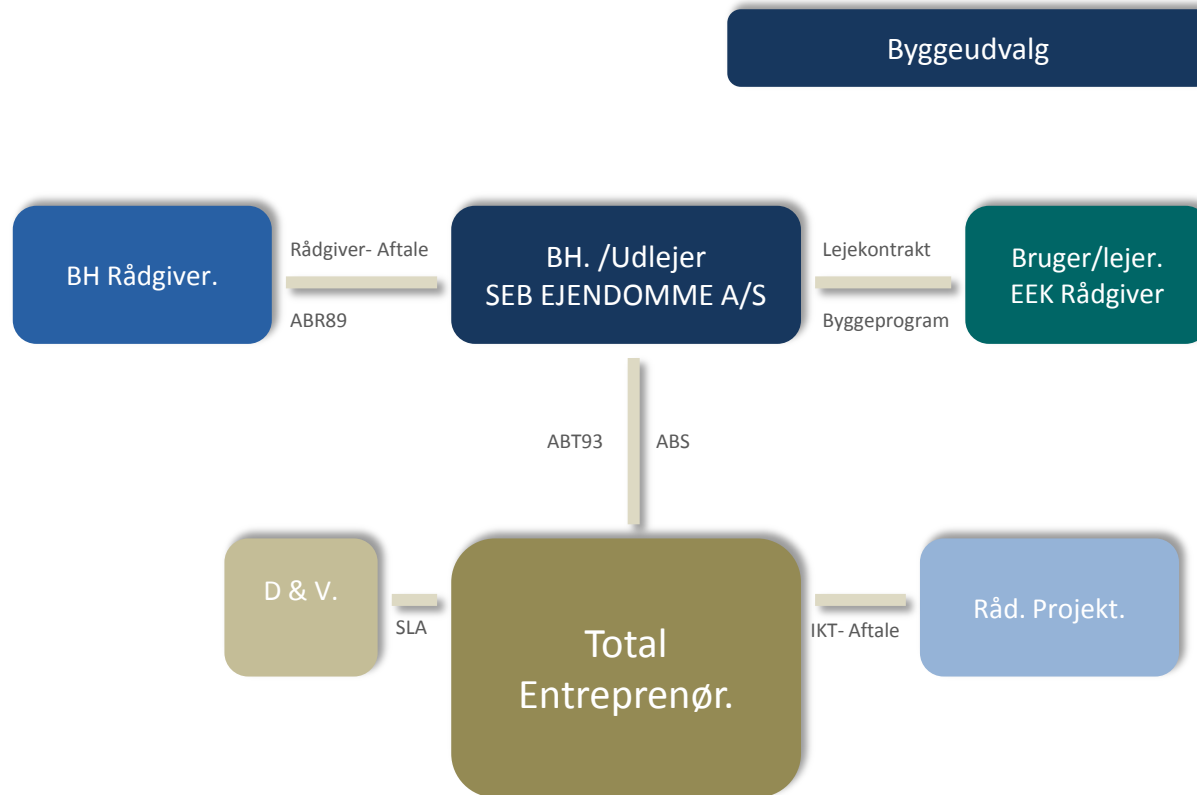 Byggeudvalg
BH Rådgiver.
Rådgiver- Aftale
ABR89
BH. /Udlejer
SEB EJENDOMME A/S
Lejekontrakt
Byggeprogram
Bruger/lejer.
EEK Rådgiver
ABT93
ABS
D & V.
SLA
Total
Entreprenør.
IKT- Aftale
Råd. Projekt.